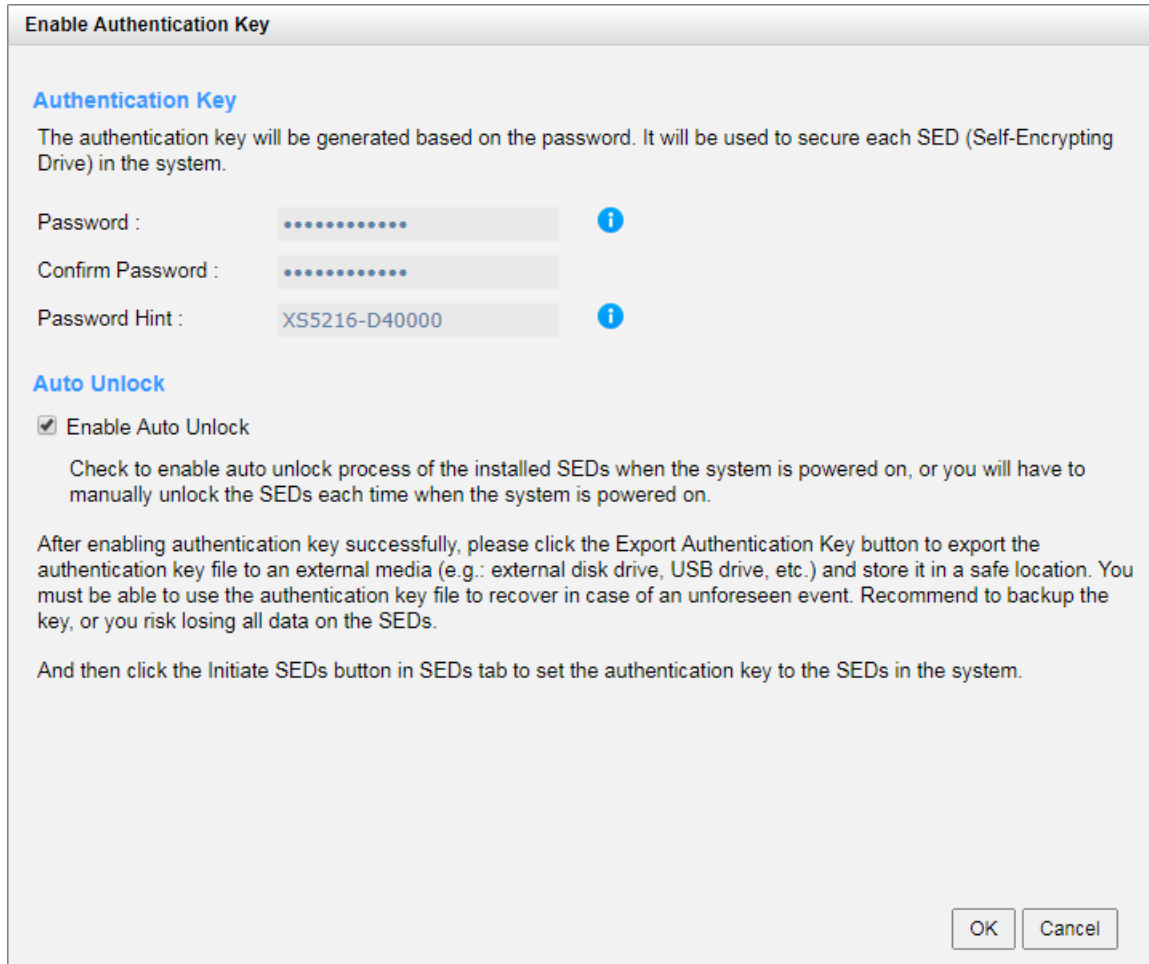 Enable Authentication Key
Authentication Key
The authentication key will be generated based on the password. It will be used to secure each SED (Self-Encrypting
Drive) in the system.
Password :
••••••••••••
Confirm Password :
••••••••••••
Password Hint :
XS5216-D40000
Auto Unlock
Enable Auto Unlock
Check to enable auto unlock process of the installed SEDs when the system is powered on, or you will have to
manually unlock the SEDs each time when the system is powered on.
After enabling authentication key successfully, please click the Export Authentication Key button to export the
authentication key file to an external media (e.g.: external disk drive, USB drive, etc.) and store it in a safe location. You
must be able to use the authentication key file to recover in case of an unforeseen event. Recommend to backup the
key, or you risk losing all data on the SEDs.
And then click the Initiate SEDs button in SEDs tab to set the authentication key to the SEDs in the system.
OK
Cancel